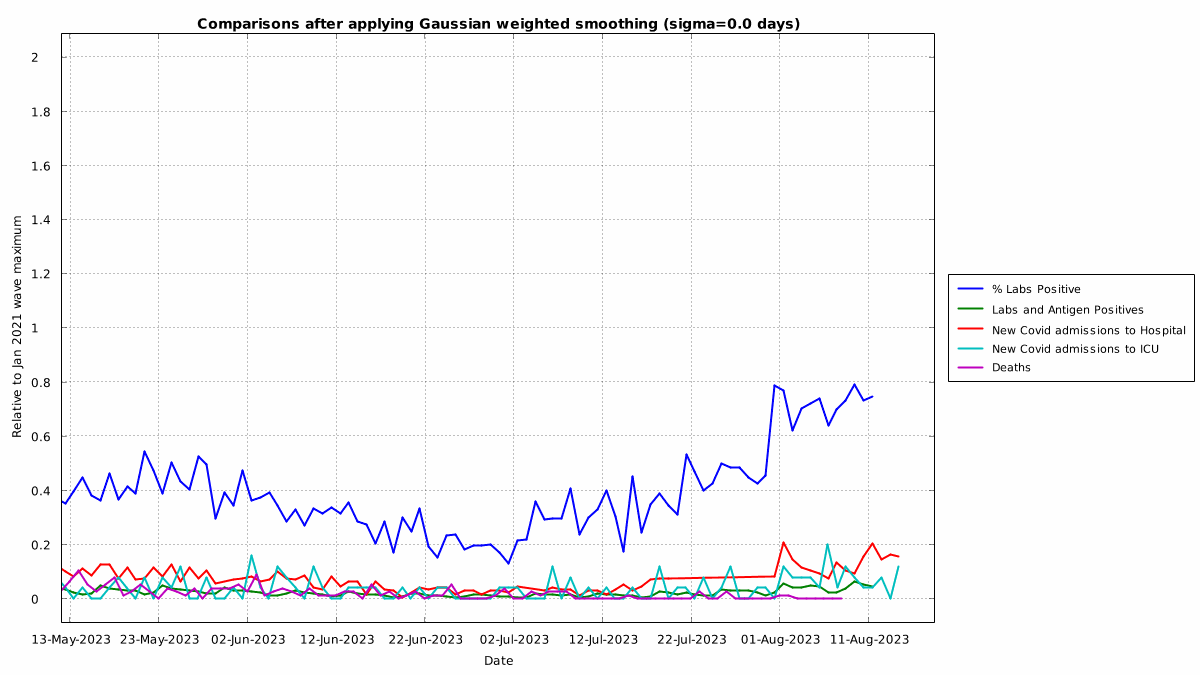 Comparisons after applying Gaussian weighted smoothing (sigma=0.0 days)
Relative to Jan 2021 wave maximum
2
1.8
1.6
1.4
1.2
1
0.8
0.6
0.4
0.2
0
13-May-2023 23-May-2023 02-Jun-2023 12-Jun-2023 22-Jun-2023 02-Jul-2023 12-Jul-2023 22-Jul-2023 01-Aug-2023 11-Aug-2023
Date
% Labs Positive
Labs and Antigen Positives
New Covid admissions to Hospital
New Covid admissions to ICU
Deaths